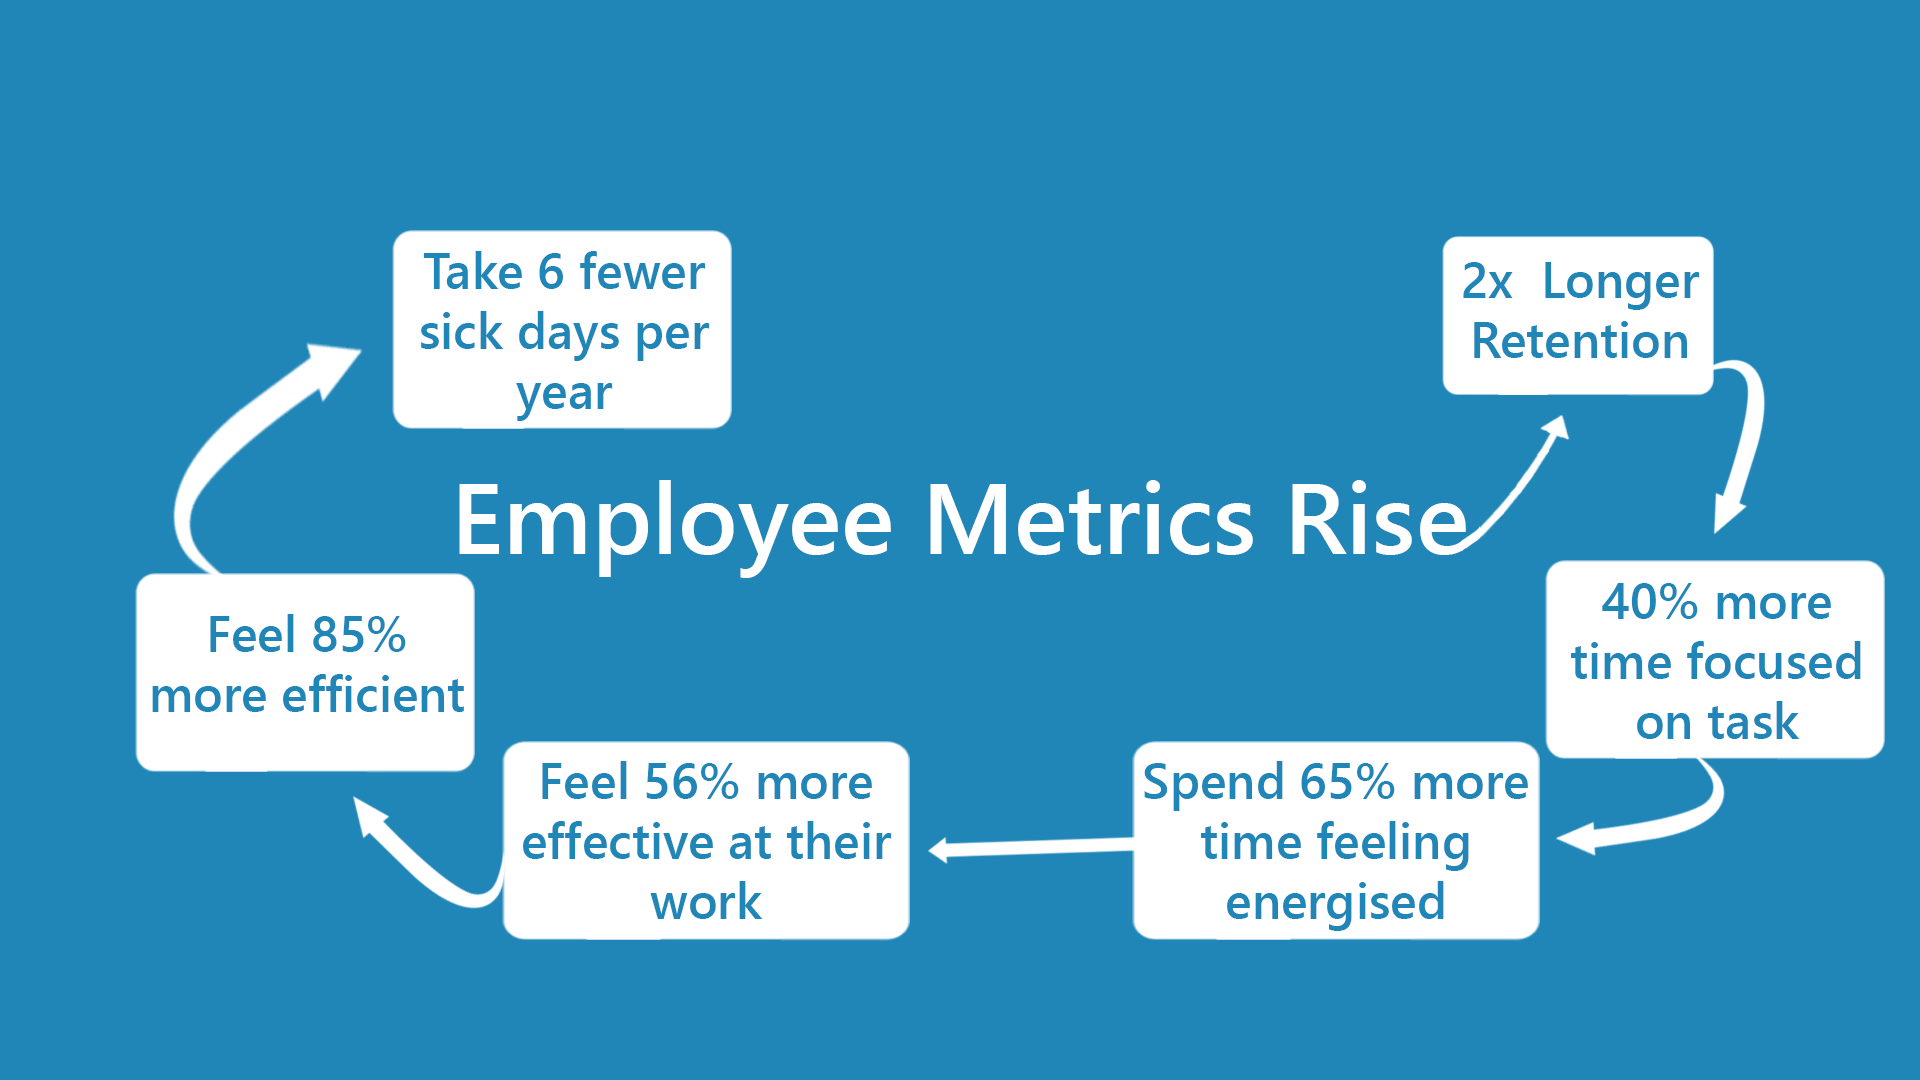 Employee Metrics Rise
2x Longer
Retention
40% more
time focused
on task
Spend 65% more
time feeling
energised
Feel 56% more
effective at their
work
Feel 85%
more efficient
Take 6 fewer
sick days per
year